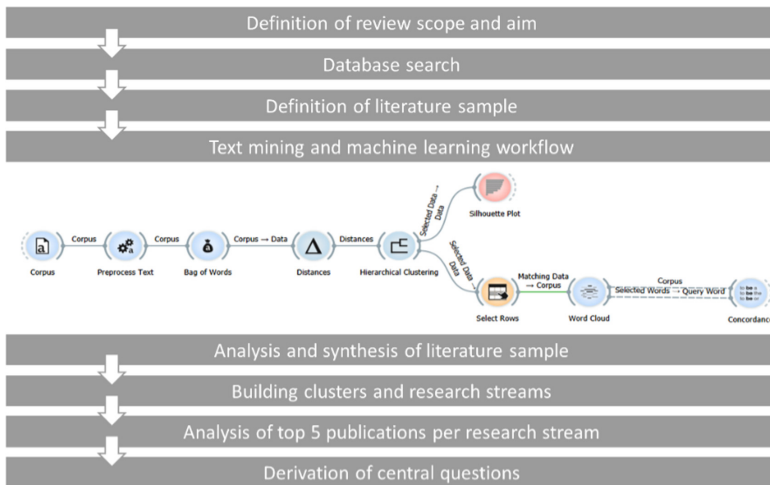 Definition of review scope and aim
Database search
Definition of literature sample
Text mining and machine learning workflow
Selected Data → Data
Silhouette Plot
Corpus
Corpus
Corpus → Data
Distances
Corpus
Preprocess Text
Bag of Words
Distances
Hierarchical Clustering
Selected Data → Data
Matching Data → Corpus
Corpus
Selected Words → Query Word
Select Rows
Word Cloud
Concordance
Analysis and synthesis of literature sample
Building clusters and research streams
Analysis of top 5 publications per research stream
Derivation of central questions